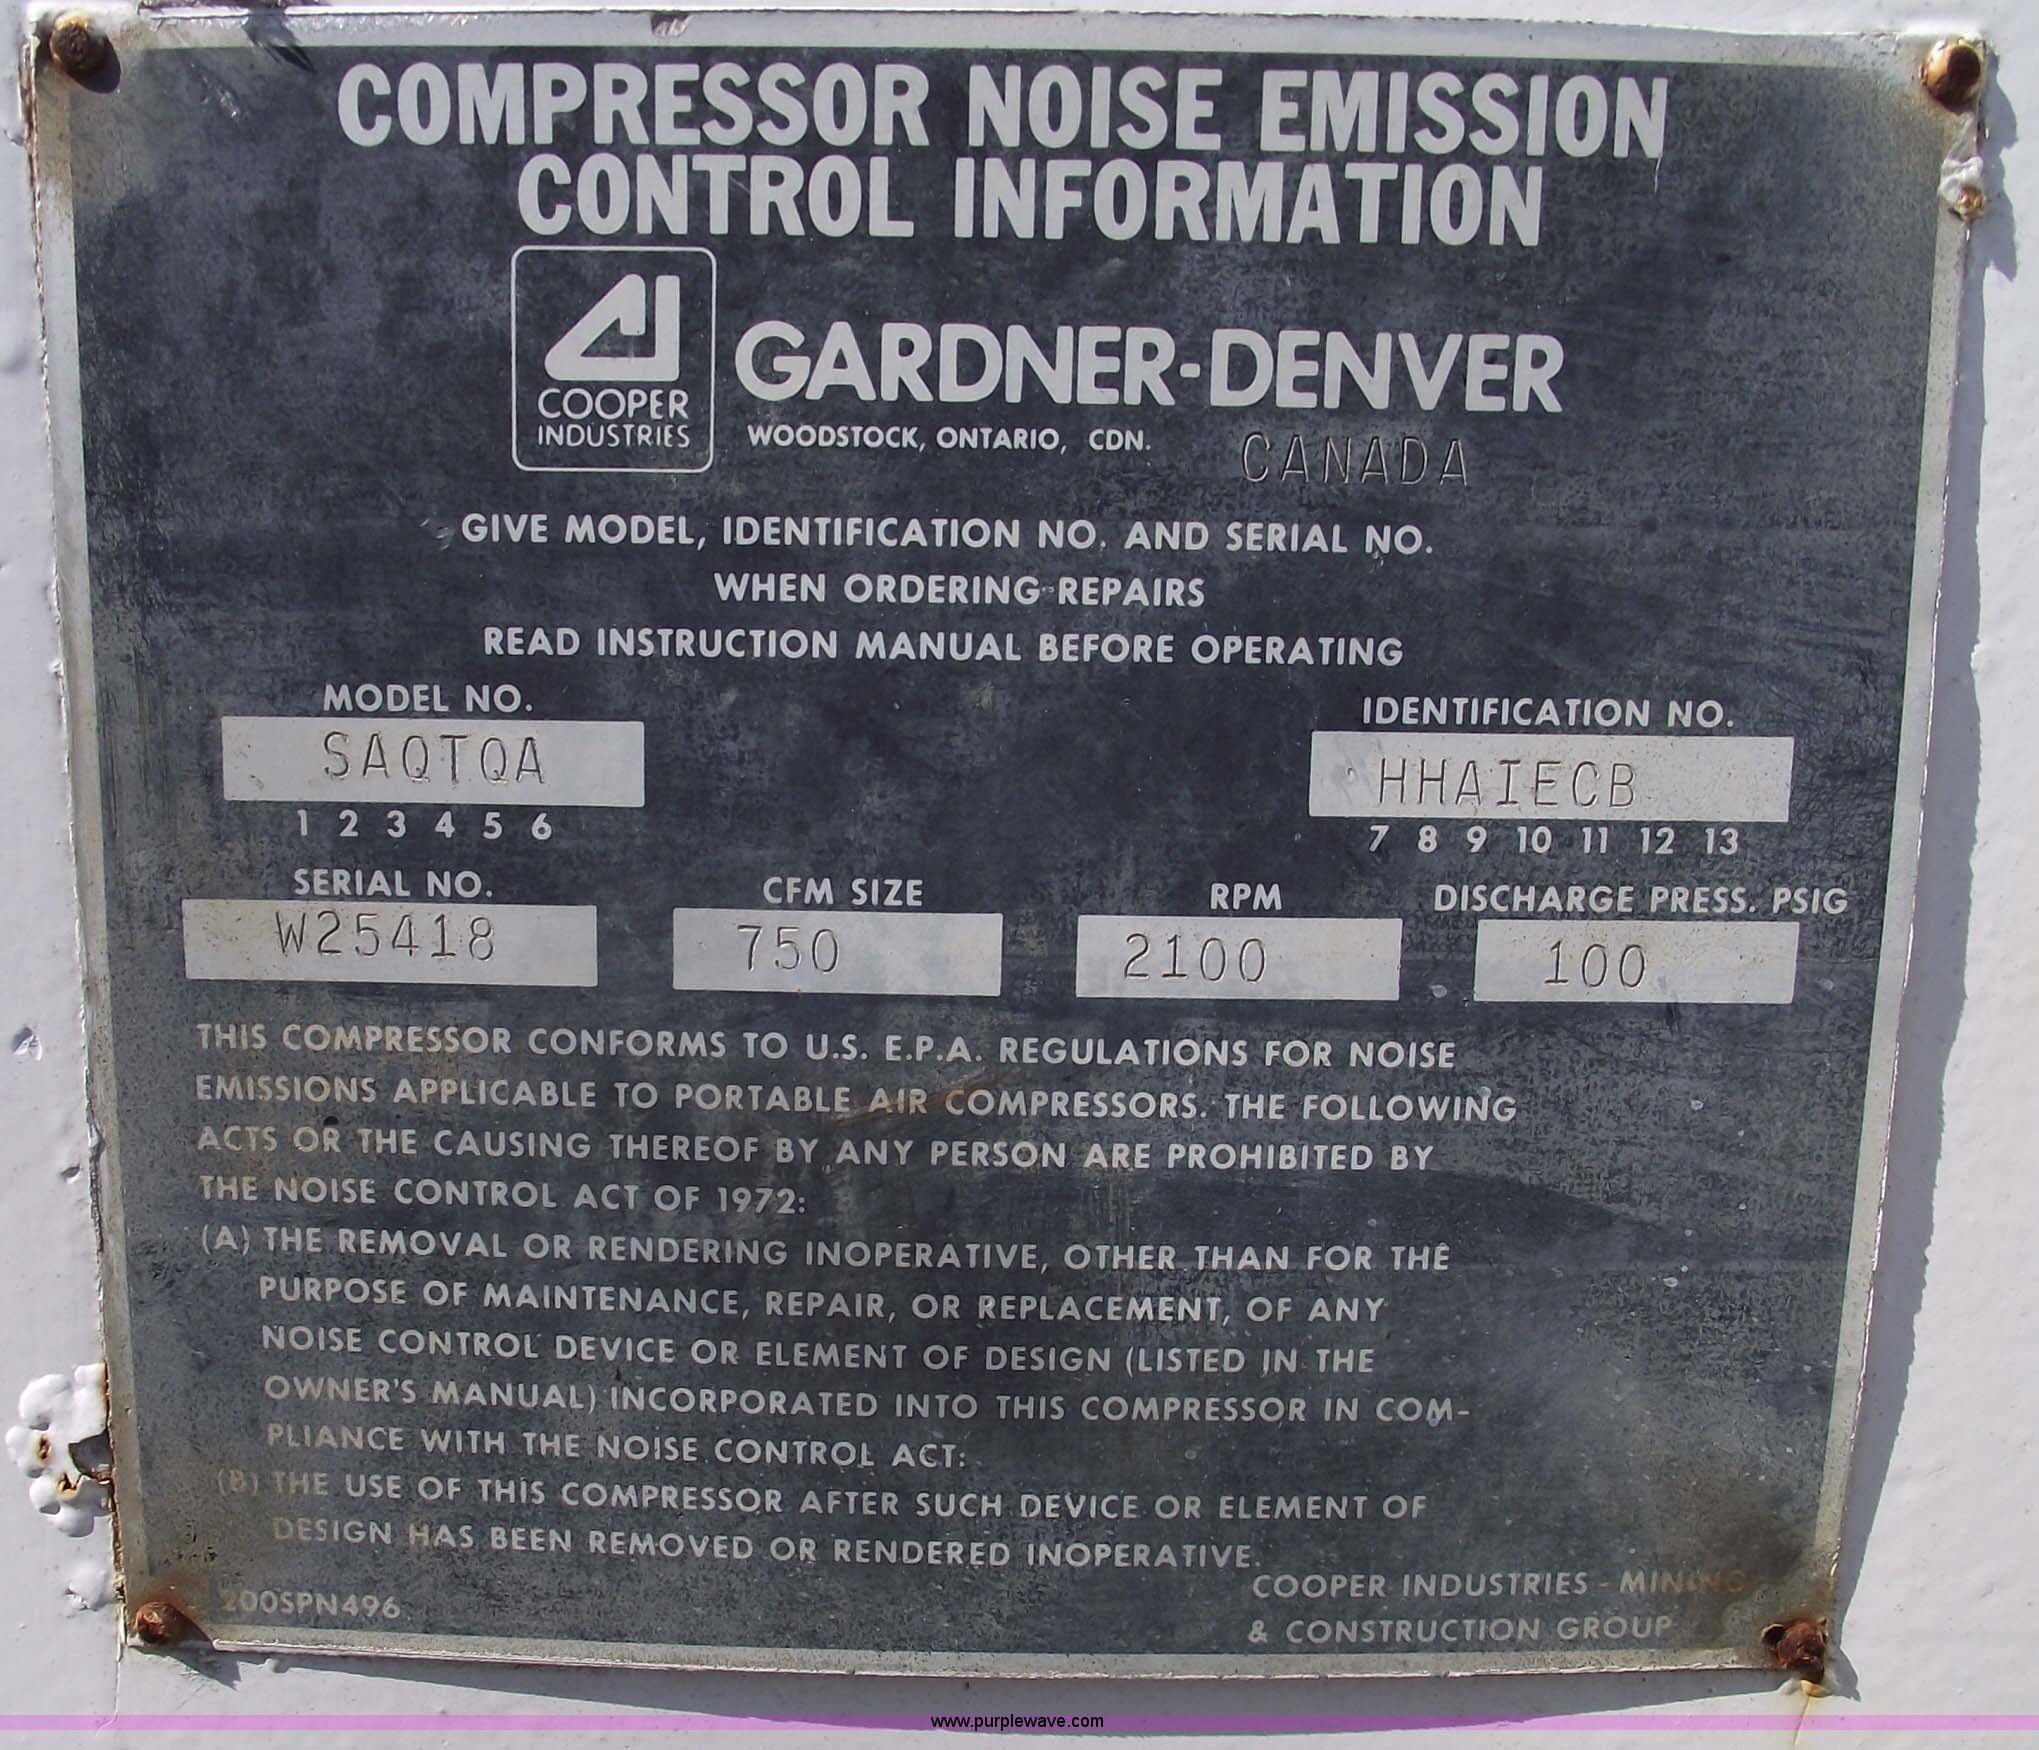 COMPRESSOR NOISE EMISSION
CONTROL INFORMATION
COOPER
INDUSTRIES
GARDNER-DENVER
WOODSTOCK, ONTARIO, CDN.
CANADA
GIVE MODEL, IDENTIFICATION NO. AND SERIAL NO.
WHEN ORDERING REPAIRS
READ INSTRUCTION MANUAL BEFORE OPERATING
MODEL NO.
SAQTQA
1 2 3 4 5 6
IDENTIFICATION NO.
HHAIECB
7 8 9 10 11 12 13
SERIAL NO.
W25418
CFM SIZE
750
RPM
2100
DISCHARGE PRESS. PSIG
100
THIS COMPRESSOR CONFORMS TO U.S. E.P.A. REGULATIONS FOR NOISE
EMISSIONS APPLICABLE TO PORTABLE AIR COMPRESSORS. THE FOLLOWING
ACTS OR THE CAUSING THEREOF BY ANY PERSON ARE PROHIBITED BY
THE NOISE CONTROL ACT OF 1972:
(A) THE REMOVAL OR RENDERING INOPERATIVE, OTHER THAN FOR THE
PURPOSE OF MAINTENANCE, REPAIR, OR REPLACEMENT, OF ANY
NOISE CONTROL DEVICE OR ELEMENT OF DESIGN (LISTED IN THE
OWNER'S MANUAL) INCORPORATED INTO THIS COMPRESSOR IN COM-
PLIANCE WITH THE NOISE CONTROL ACT:
(B) THE USE OF THIS COMPRESSOR AFTER SUCH DEVICE OR ELEMENT OF
DESIGN HAS BEEN REMOVED OR RENDERED INOPERATIVE.
200SPN496
COOPER INDUSTRIES - MINING
& CONSTRUCTION GROUP
www.purplewave.com